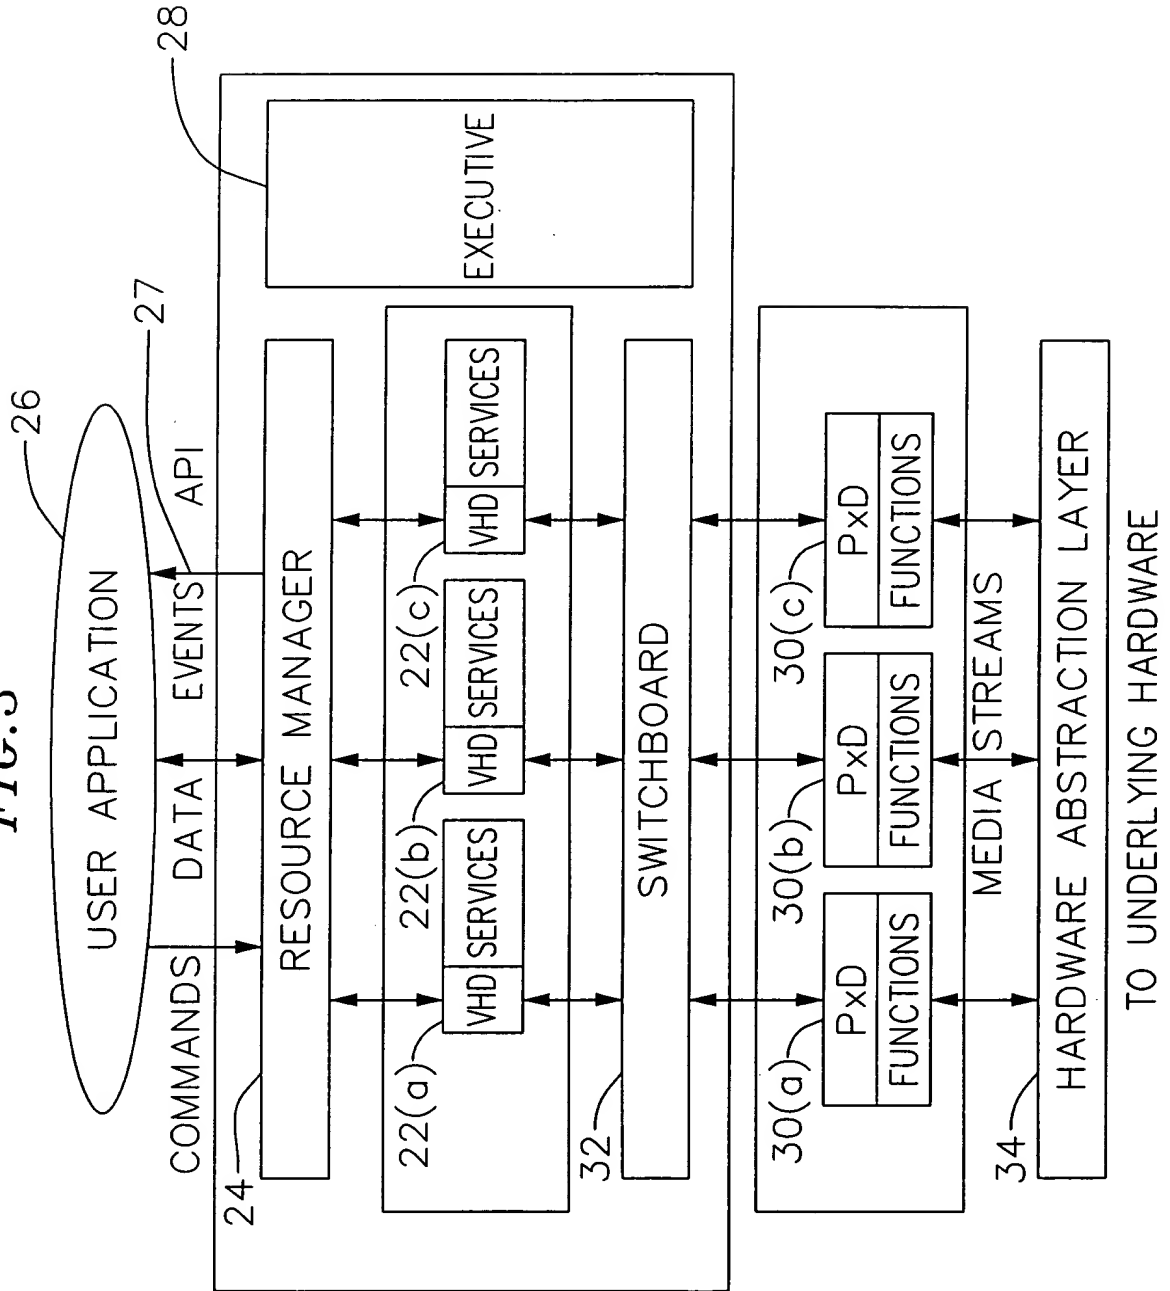 FIG. 3
26
USER APPLICATION
27
28
COMMANDS
DATA
EVENTS
API
24
RESOURCE MANAGER
EXECUTIVE
22(a)
22(b)
22(c)
VHD SERVICES
VHD SERVICES
VHD SERVICES
32
SWITCHBOARD
30(a)
30(b)
30(c)
PxD
PxD
PxD
FUNCTIONS
FUNCTIONS
FUNCTIONS
MEDIA STREAMS
34
HARDWARE ABSTRACTION LAYER
TO UNDERLYING HARDWARE